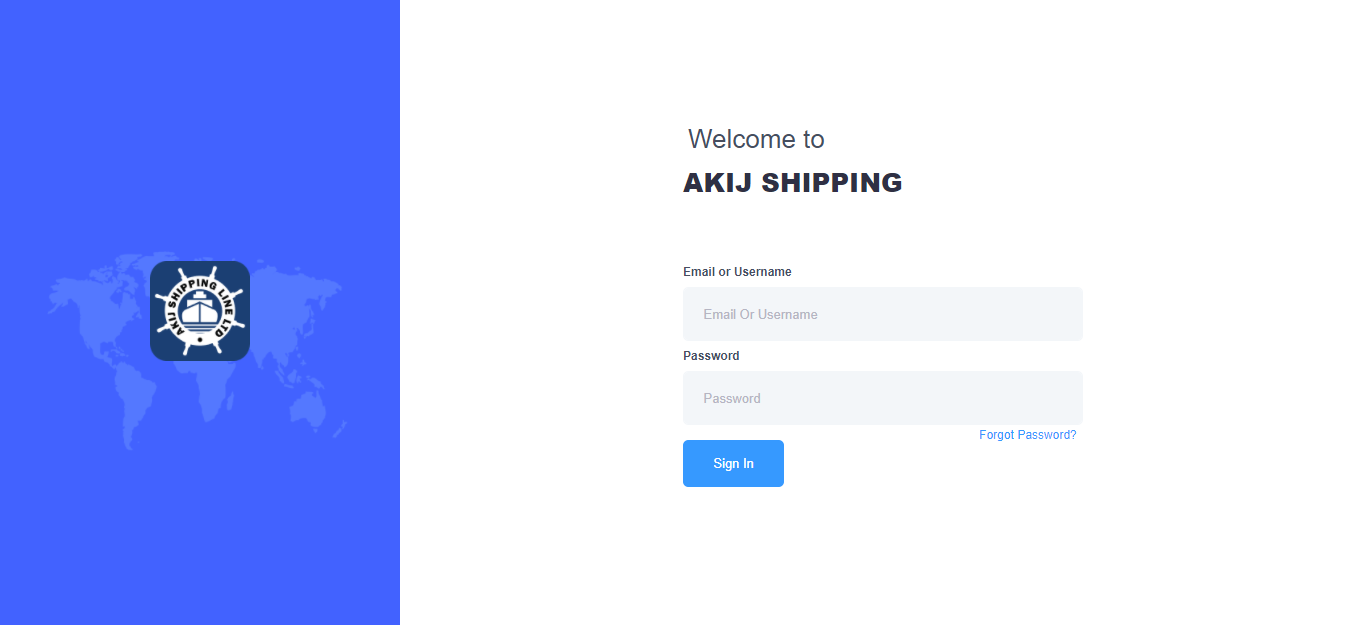 AKIJ SHIPPING LINE LTD
Welcome to
AKIJ SHIPPING
Email or Username
Email Or Username
Password
Password
Forgot Password?
Sign In